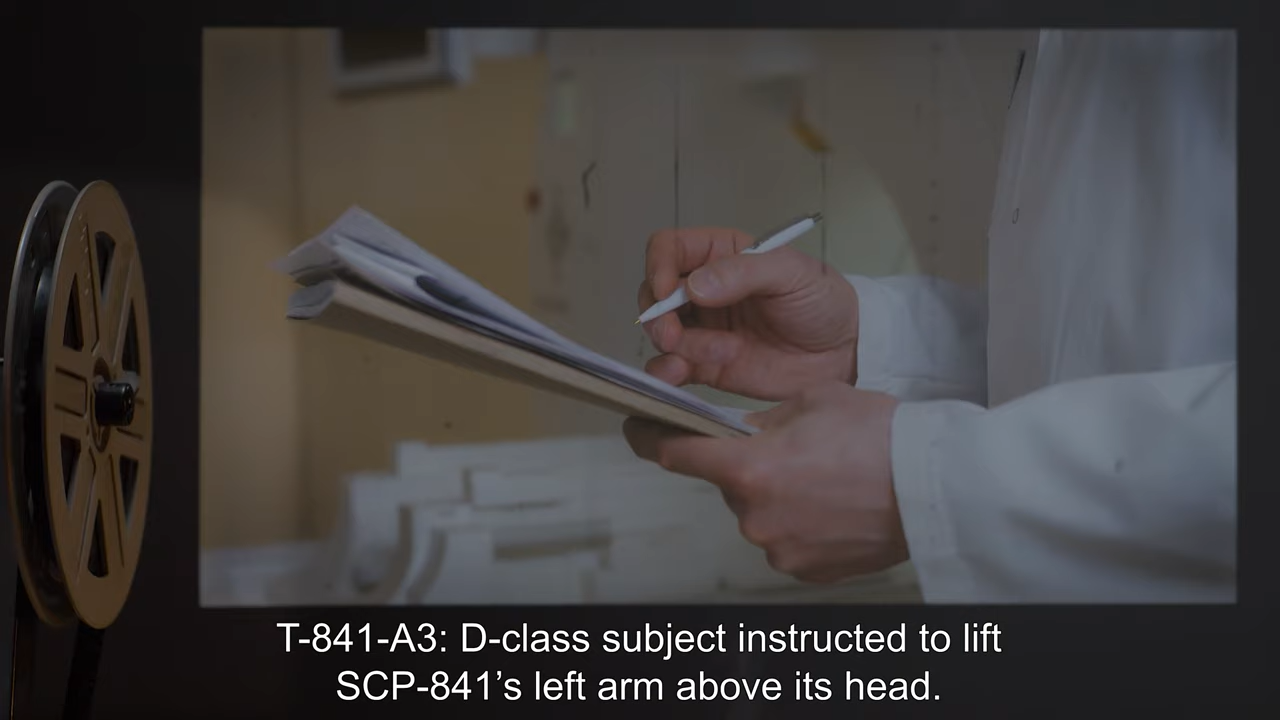 T-841-A3: D-class subject instructed to lift
SCP-841’s left arm above its head.